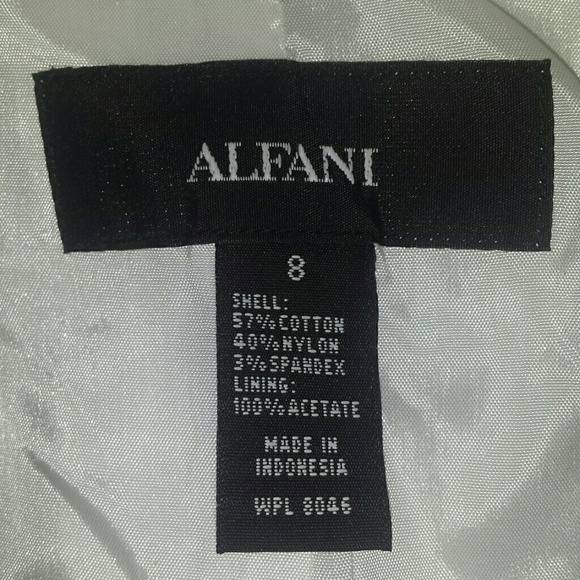 ALFANI
8
SHELL:
57%COTTON
40%NYLON
3%SPANDEX
LINING:
100%ACETATE
MADE IN
INDONESIA
WPL 8046